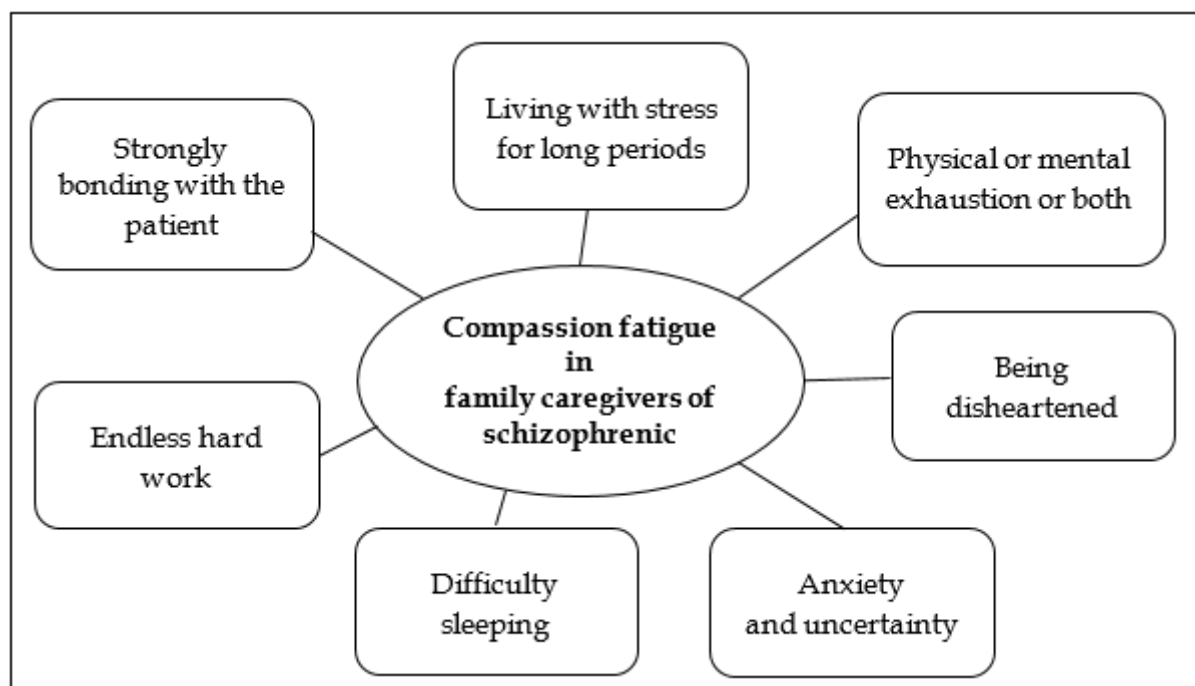 Living with stress
for long periods
Strongly
bonding with the
patient
Physical or mental
exhaustion or both
Compassion fatigue
in
family caregivers of
schizophrenic
Being
disheartened
Endless hard
work
Difficulty
sleeping
Anxiety
and uncertainty